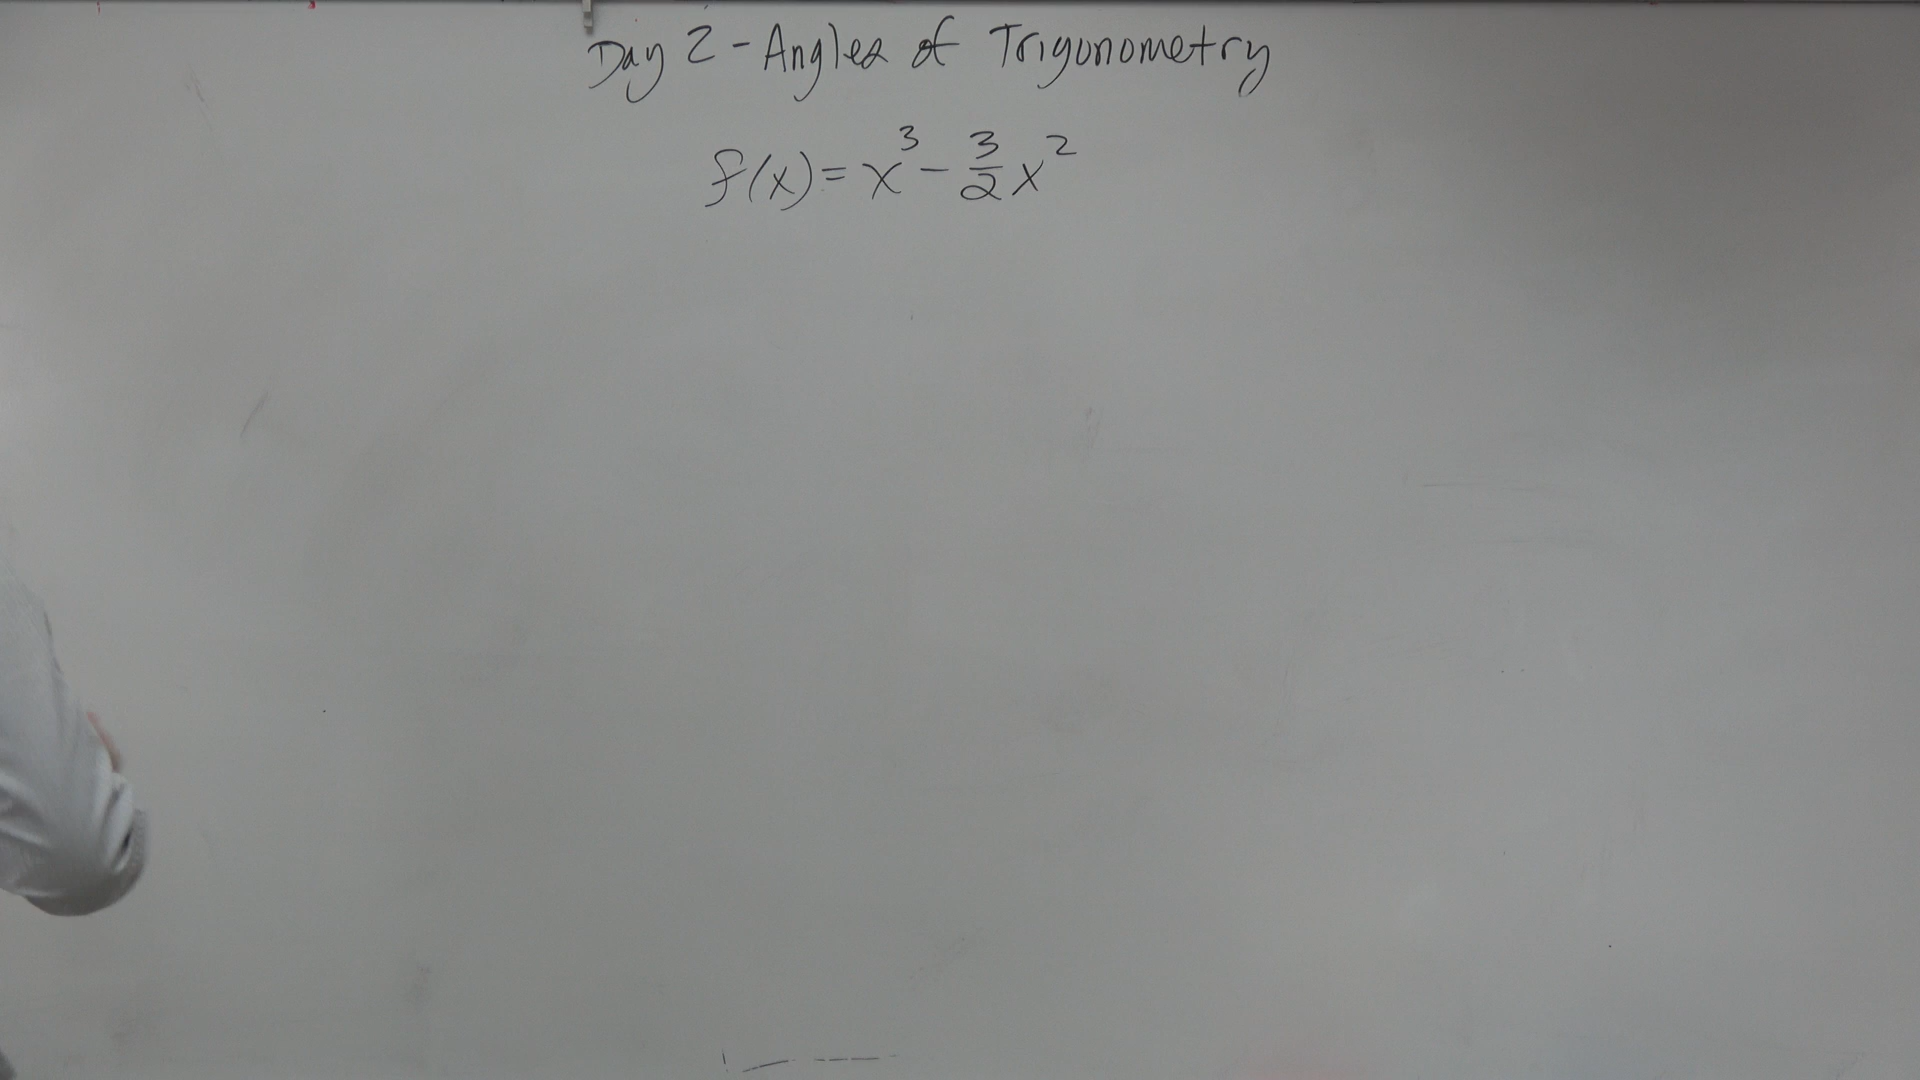 Day 2 - Angles of Trigonometry
f(x) = x³ - 3/2 x²